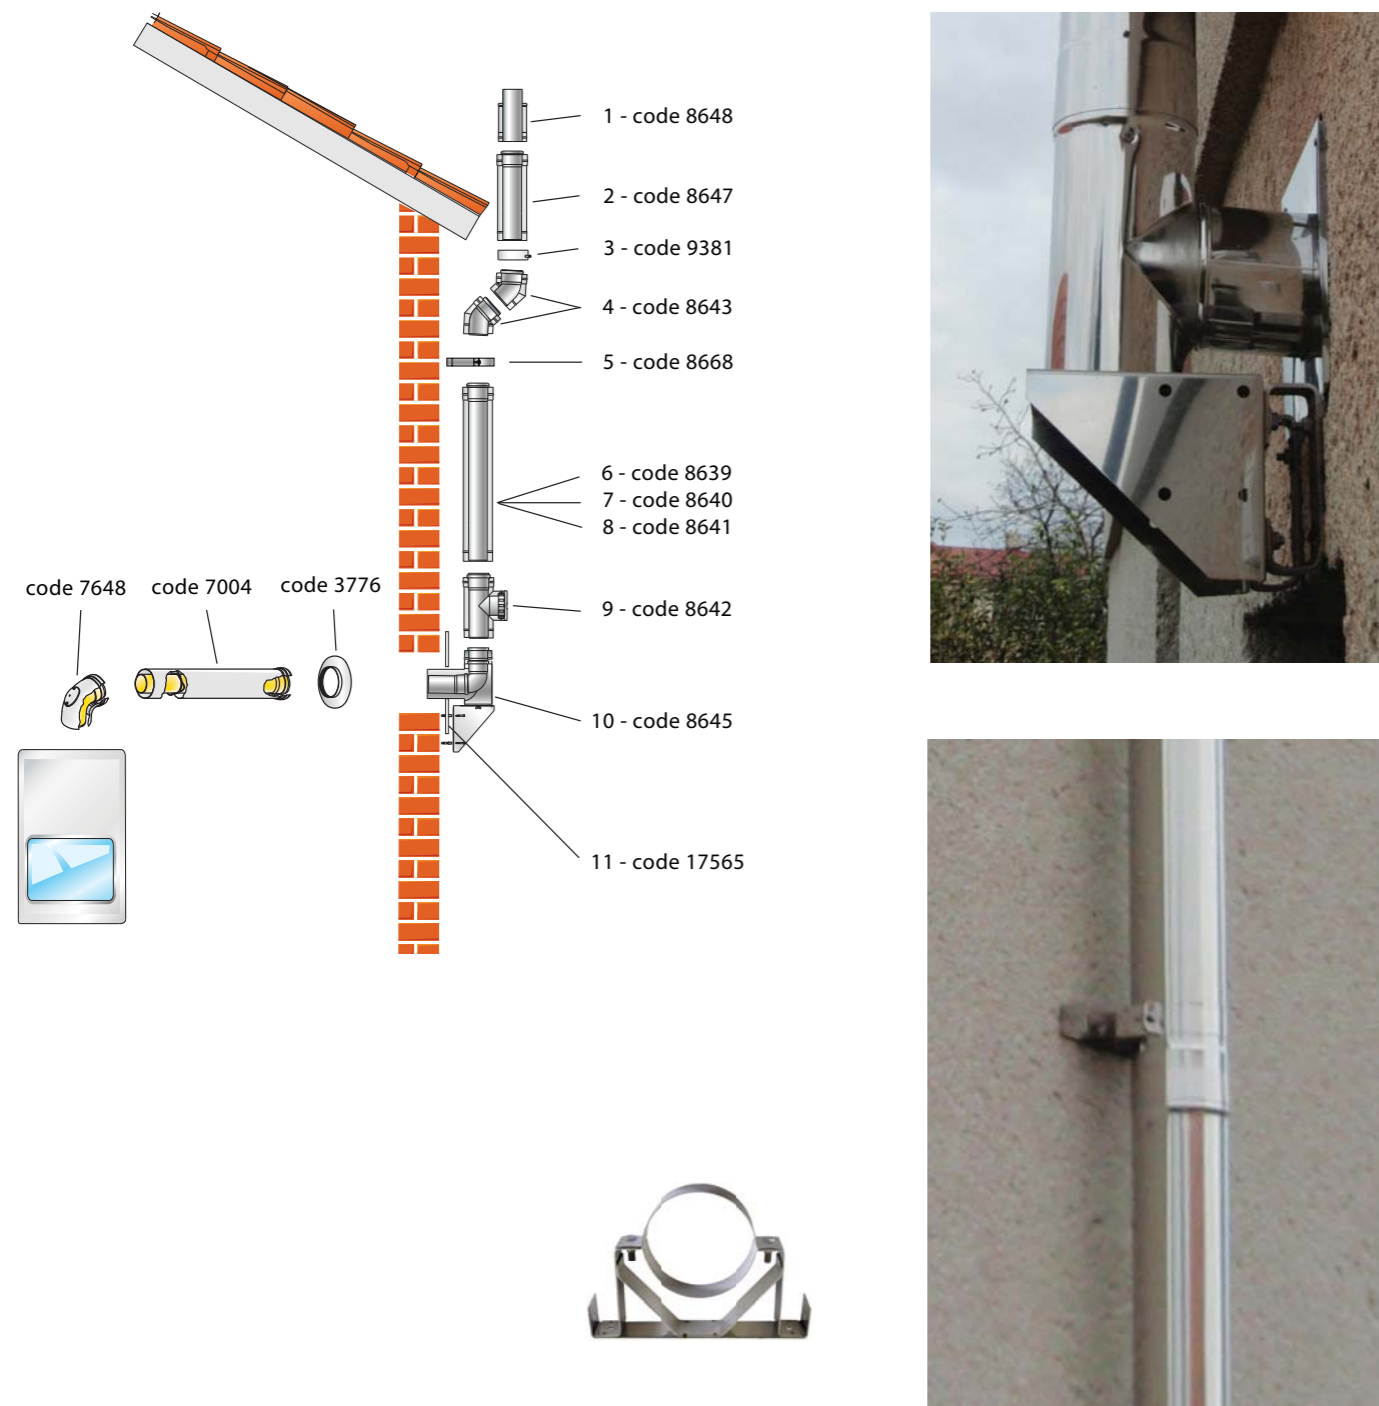 1 - code 8648
2 - code 8647
3 - code 9381
4 - code 8643
5 - code 8668
6 - code 8639
7 - code 8640
8 - code 8641
code 7648
code 7004
code 3776
9 - code 8642
10 - code 8645
11 - code 17565